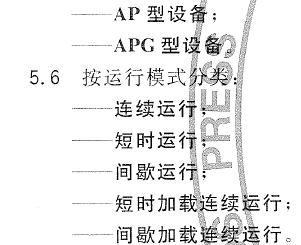 ——AP 型设备；
——APG 型设备。
5.6 按运行模式分类：
——连续运行；
——短时运行；
——间歇运行；
——短时加载连续运行；
——间歇加载连续运行。
PRESS